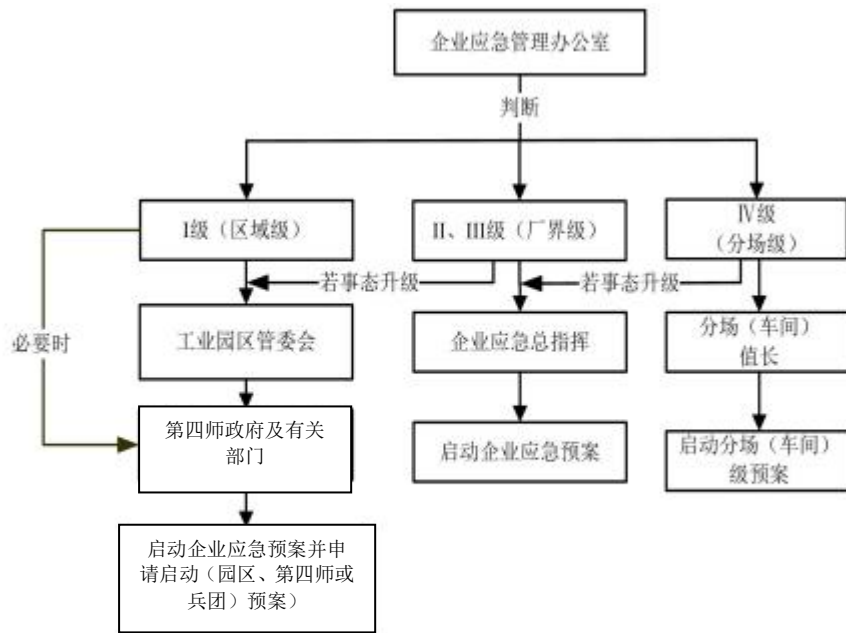 企业应急管理办公室
判断
I级（区域级）
II、III级（厂界级）
IV级
（分场级）
若事态升级
若事态升级
必要时
工业园区管委会
企业应急总指挥
分场（车间）
值长
第四师政府及有关
部门
启动企业应急预案
启动分场（车间）
级预案
启动企业应急预案并申
请启动（园区、第四师或
兵团）预案）